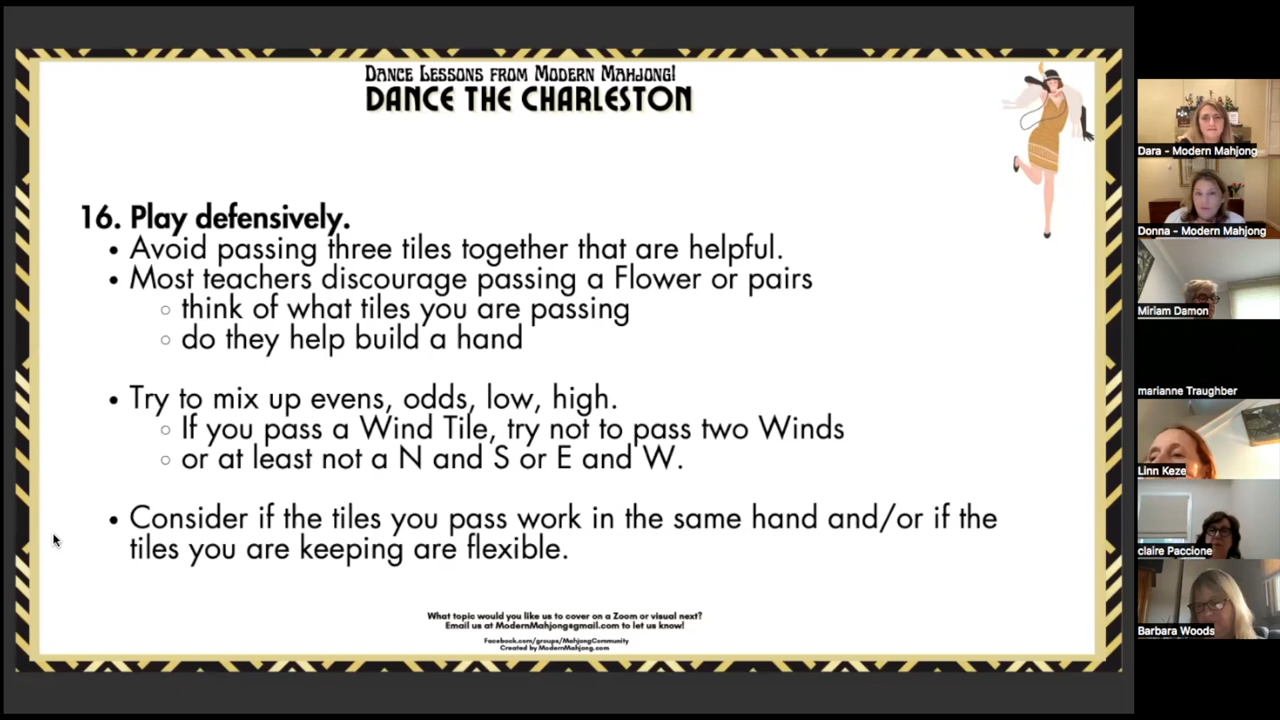 Dance Lessons from Modern Mahjong!
DANCE THE CHARLESTON
16. Play defensively.
• Avoid passing three tiles together that are helpful.
• Most teachers discourage passing a Flower or pairs
○ think of what tiles you are passing
○ do they help build a hand
• Try to mix up evens, odds, low, high.
○ If you pass a Wind Tile, try not to pass two Winds
○ or at least not a N and S or E and W.
• Consider if the tiles you pass work in the same hand and/or if the
tiles you are keeping are flexible.
What topic would you like us to cover on a Zoom or visual next?
Email us at ModernMahjong@gmail.com to let us know!
Facebook.com/groups/MahjongCommunity
Created by ModernMahjong.com
Dara - Modern Mahjong
Donna - Modern Mahjong
Miriam Damon
marianne Traughber
Linn Keze
claire Paccione
Barbara Woods